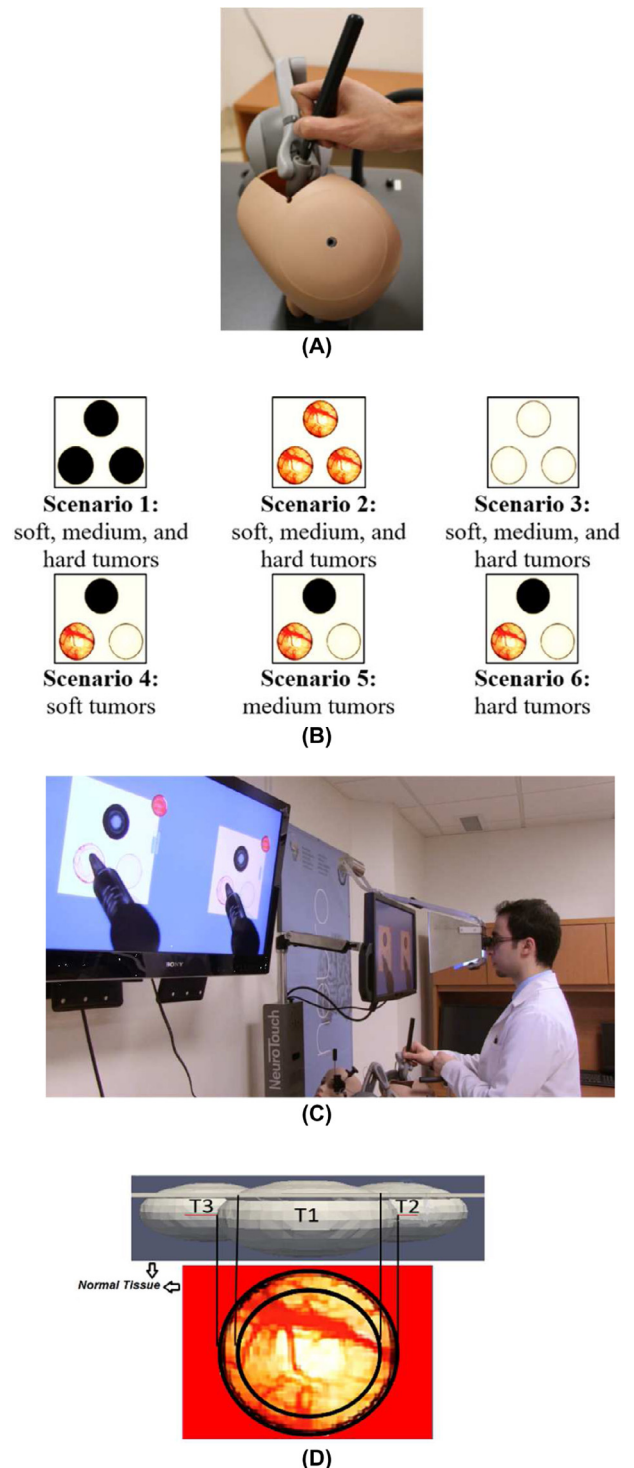 (A)
Scenario 1:
soft, medium, and
hard tumors
Scenario 2:
soft, medium, and
hard tumors
Scenario 3:
soft, medium, and
hard tumors
Scenario 4:
soft tumors
Scenario 5:
medium tumors
Scenario 6:
hard tumors
(B)
SONY
NeuroTouch
(C)
T3
T1
T2
Normal Tissue
(D)